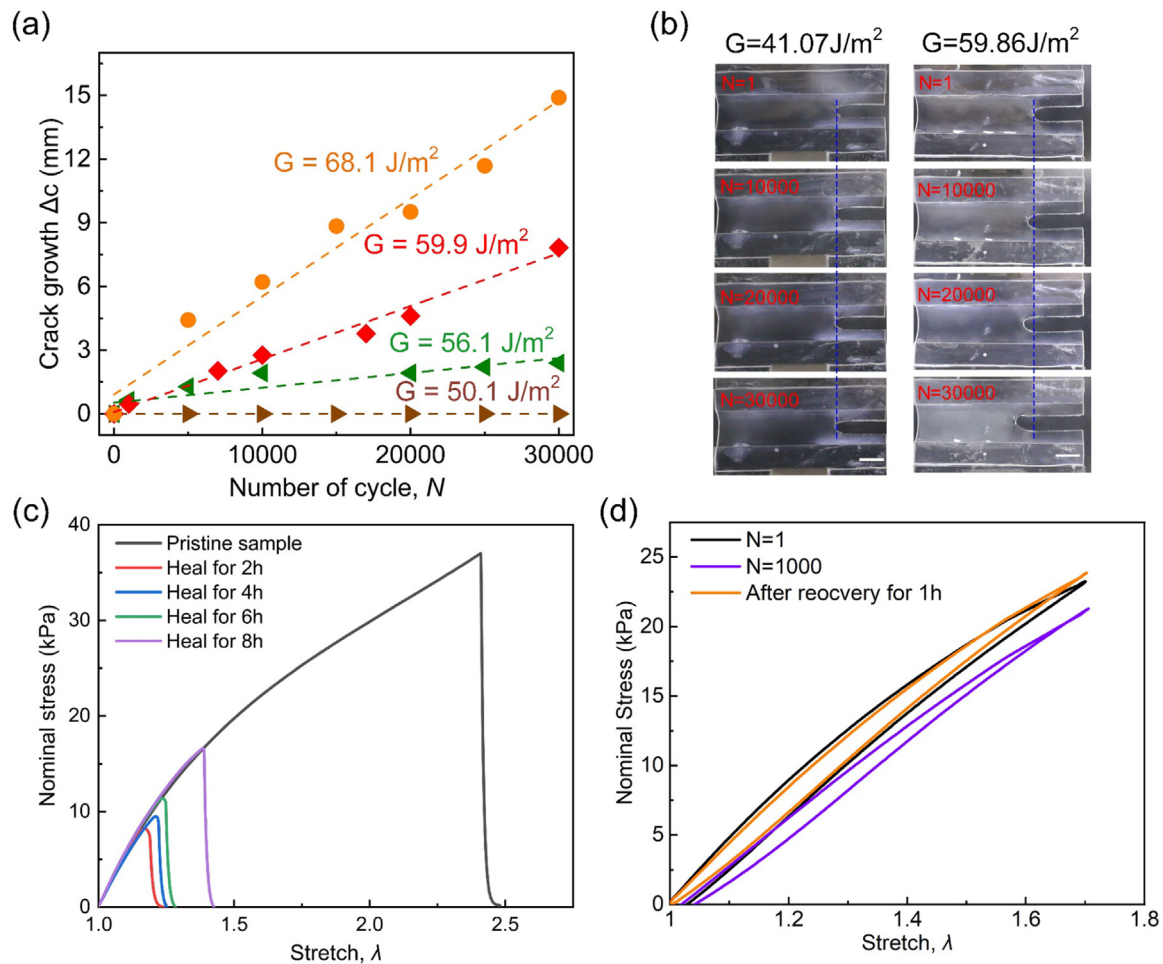 (a)
15
12
9
6
3
0
Crack growth Δc (mm)
G = 68.1 J/m²
G = 59.9 J/m²
G = 56.1 J/m²
G = 50.1 J/m²
0 10000 20000 30000
Number of cycle, N
(b)
G=41.07J/m² G=59.86J/m²
N=1 N=1
N=10000 N=10000
N=20000 N=20000
N=30000 N=30000
(c)
40
30
20
10
0
Nominal stress (kPa)
Pristine sample
Heal for 2h
Heal for 4h
Heal for 6h
Heal for 8h
1.0 1.5 2.0 2.5
Stretch, λ
(d)
25
20
15
10
5
0
Nominal Stress (kPa)
N=1
N=1000
After reocvery for 1h
1.0 1.2 1.4 1.6 1.8
Stretch, λ